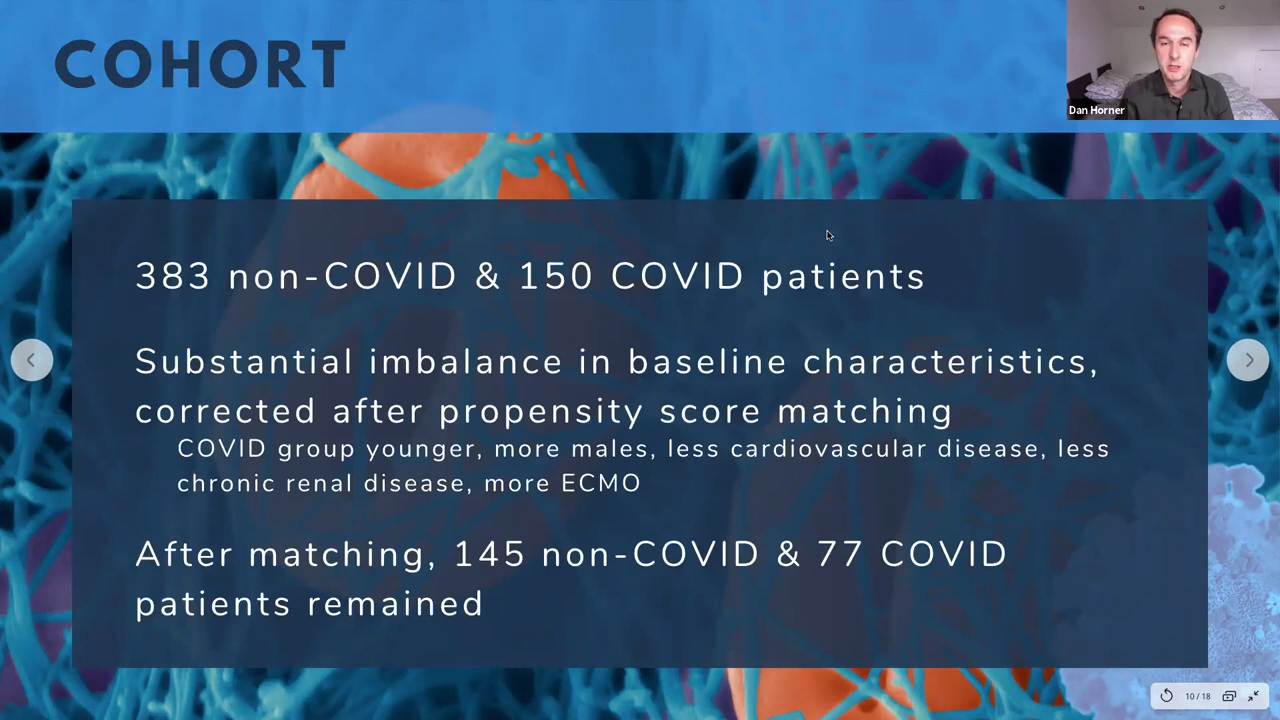 COHORT
Dan Horner
383 non-COVID & 150 COVID patients
Substantial imbalance in baseline characteristics,
corrected after propensity score matching
COVID group younger, more males, less cardiovascular disease, less
chronic renal disease, more ECMO
After matching, 145 non-COVID & 77 COVID
patients remained
10 / 18